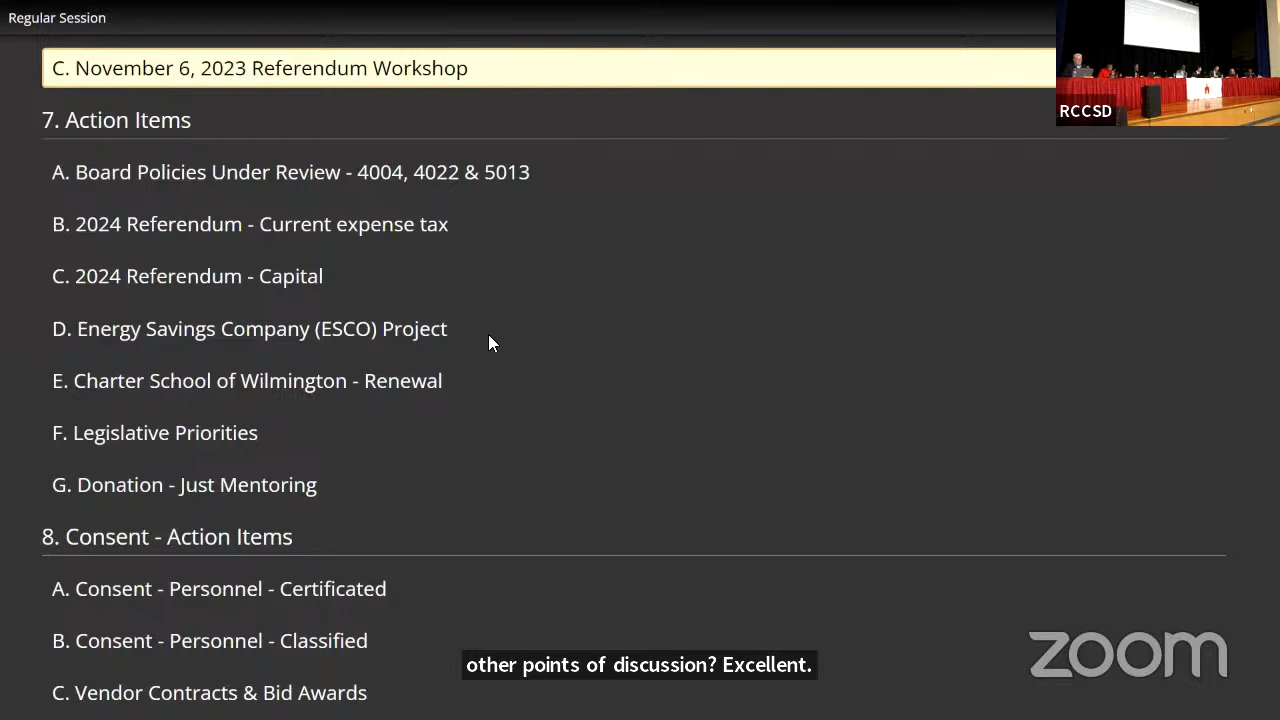 Regular Session
C. November 6, 2023 Referendum Workshop
RCCSD
7. Action Items
A. Board Policies Under Review - 4004, 4022 & 5013
B. 2024 Referendum - Current expense tax
C. 2024 Referendum - Capital
D. Energy Savings Company (ESCO) Project
E. Charter School of Wilmington - Renewal
F. Legislative Priorities
G. Donation - Just Mentoring
8. Consent - Action Items
A. Consent - Personnel - Certificated
B. Consent - Personnel - Classified
other points of discussion? Excellent.
zoom
C. Vendor Contracts & Bid Awards